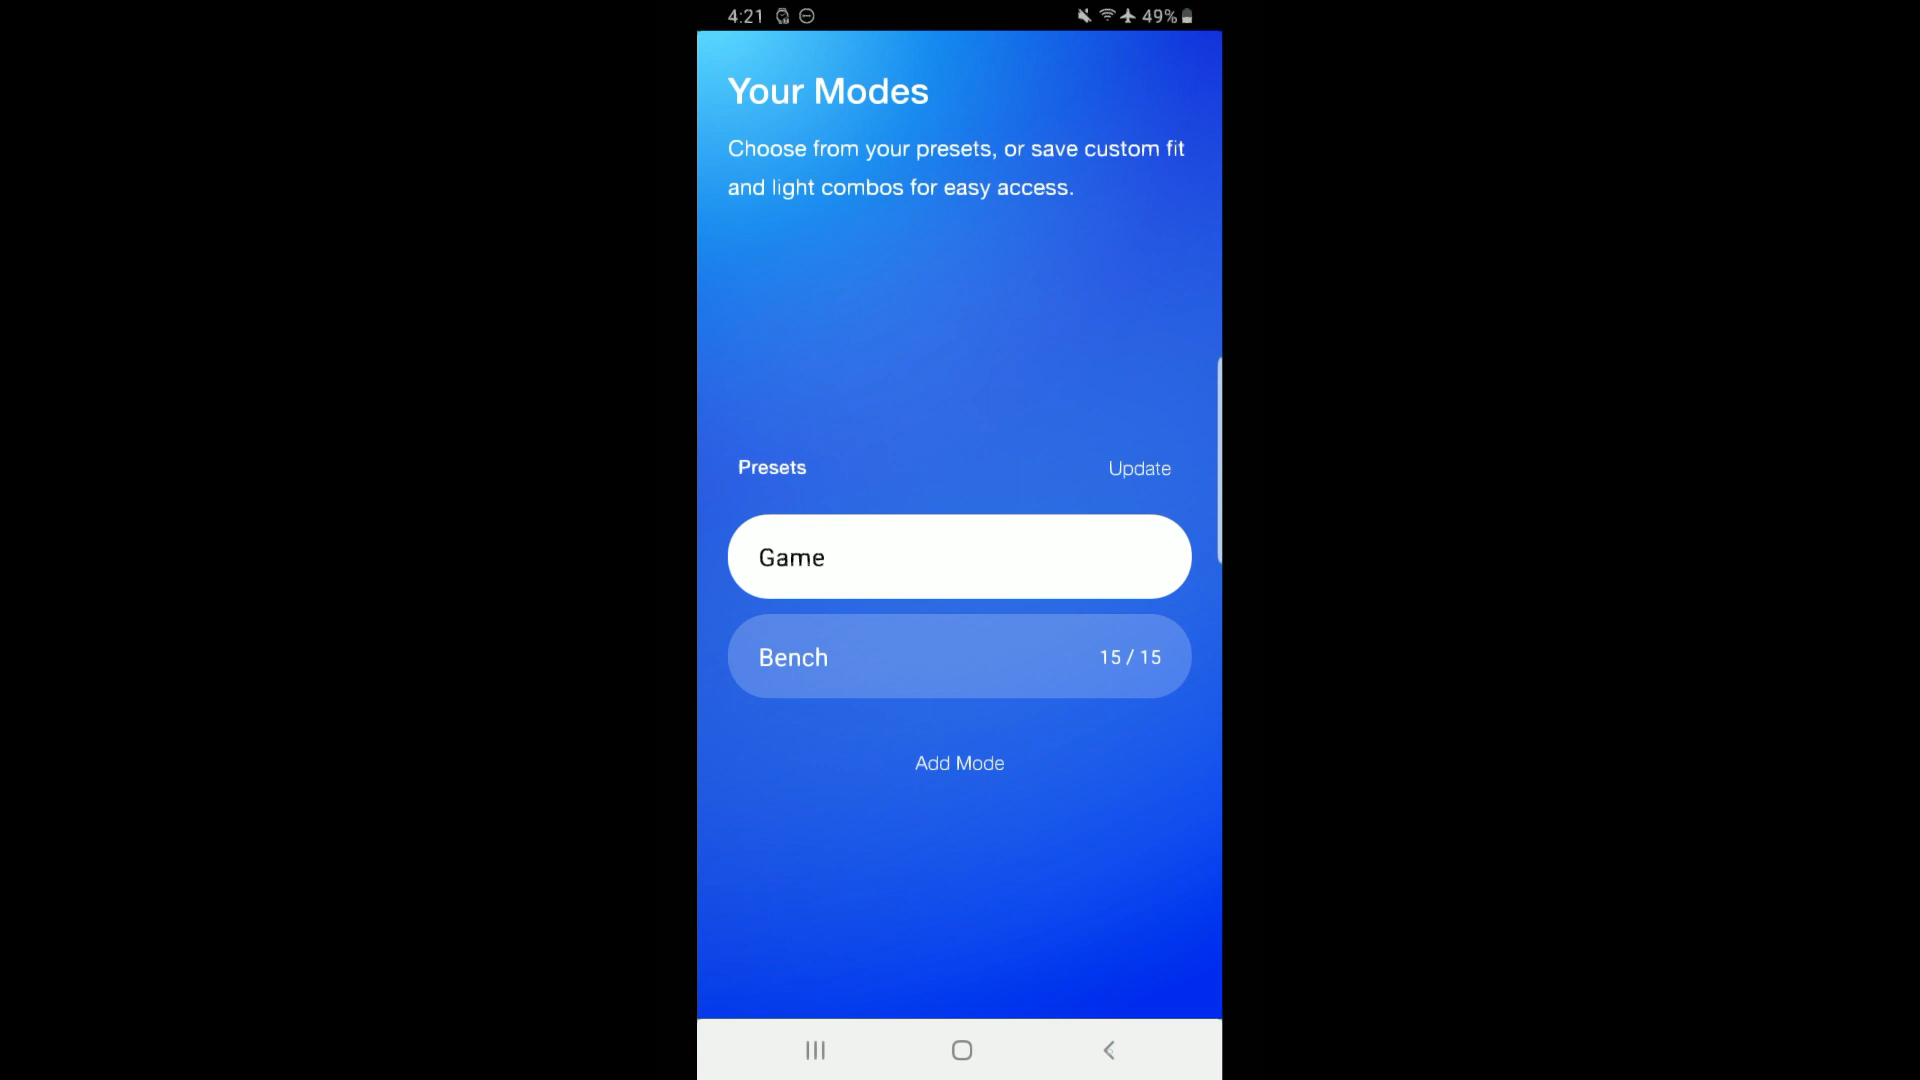 4:21
49%
Your Modes
Choose from your presets, or save custom fit
and light combos for easy access.
Presets
Update
Game
Bench
15 / 15
Add Mode